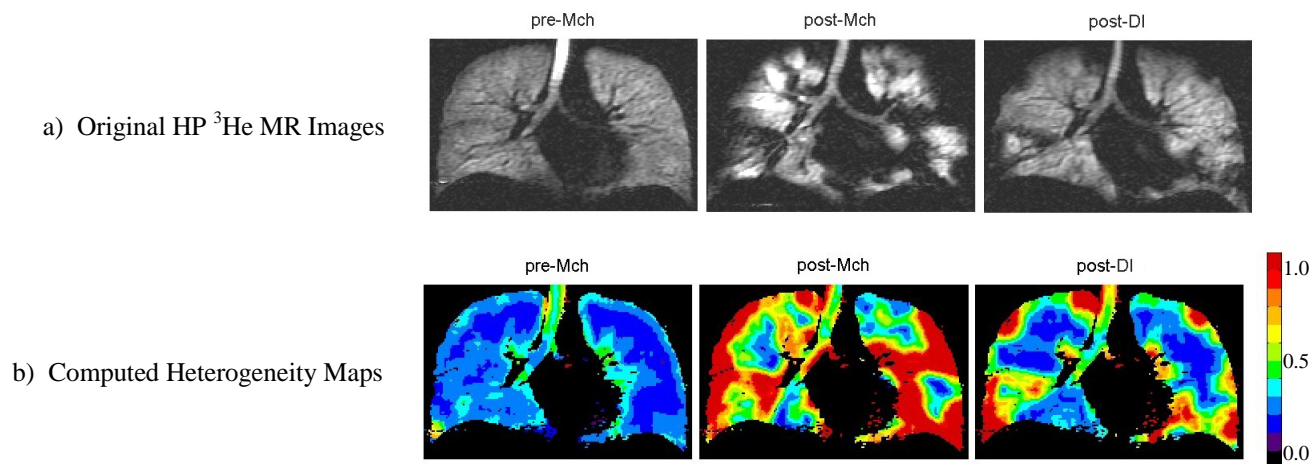 pre-Mch post-Mch post-DI
a) Original HP ³He MR Images
pre-Mch post-Mch post-DI
1.0
0.5
b) Computed Heterogeneity Maps
0.0